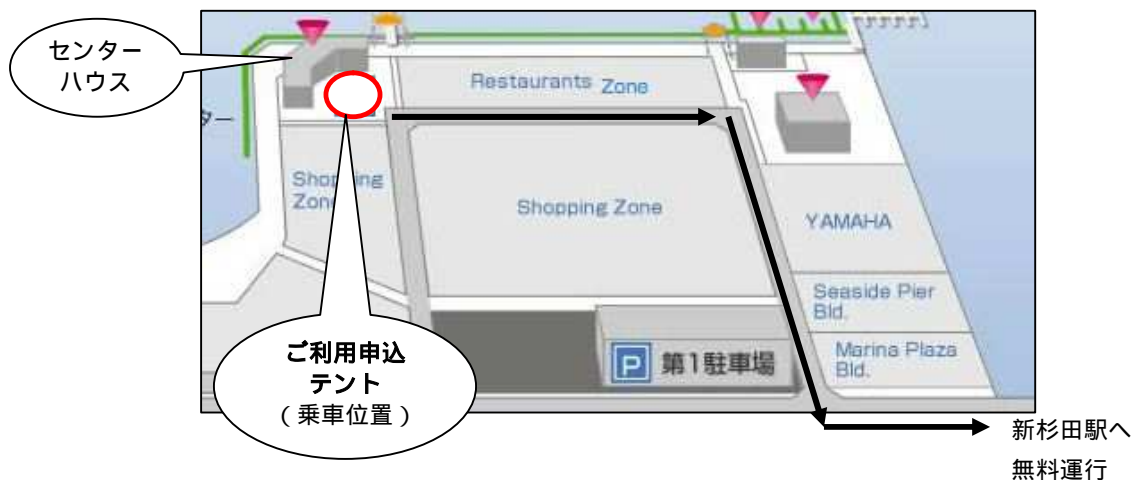 センター
ハウス
ター
Restaurants Zone
Shopping
Zone
Shopping Zone
YAMAHA
Seaside Pier
Bld.
Marina Plaza
Bld.
P 第1駐車場
ご利用申込
テント
(乗車位置)
新杉田駅へ
無料運行